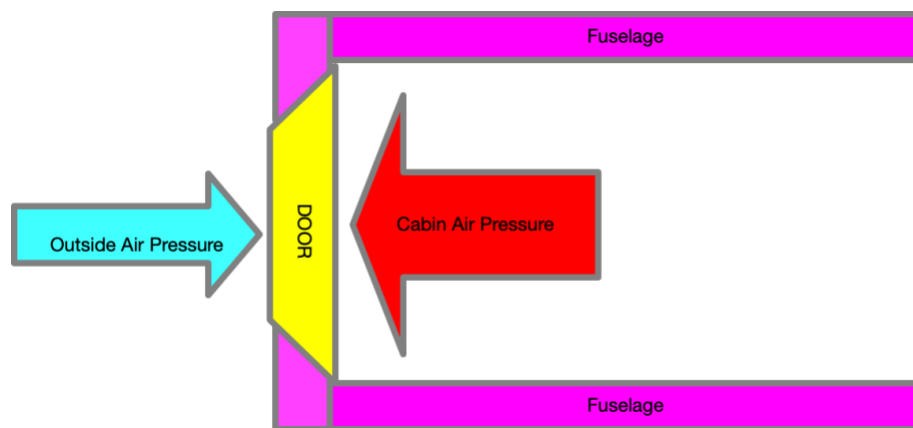 Fuselage
Outside Air Pressure
DOOR
Cabin Air Pressure
Fuselage